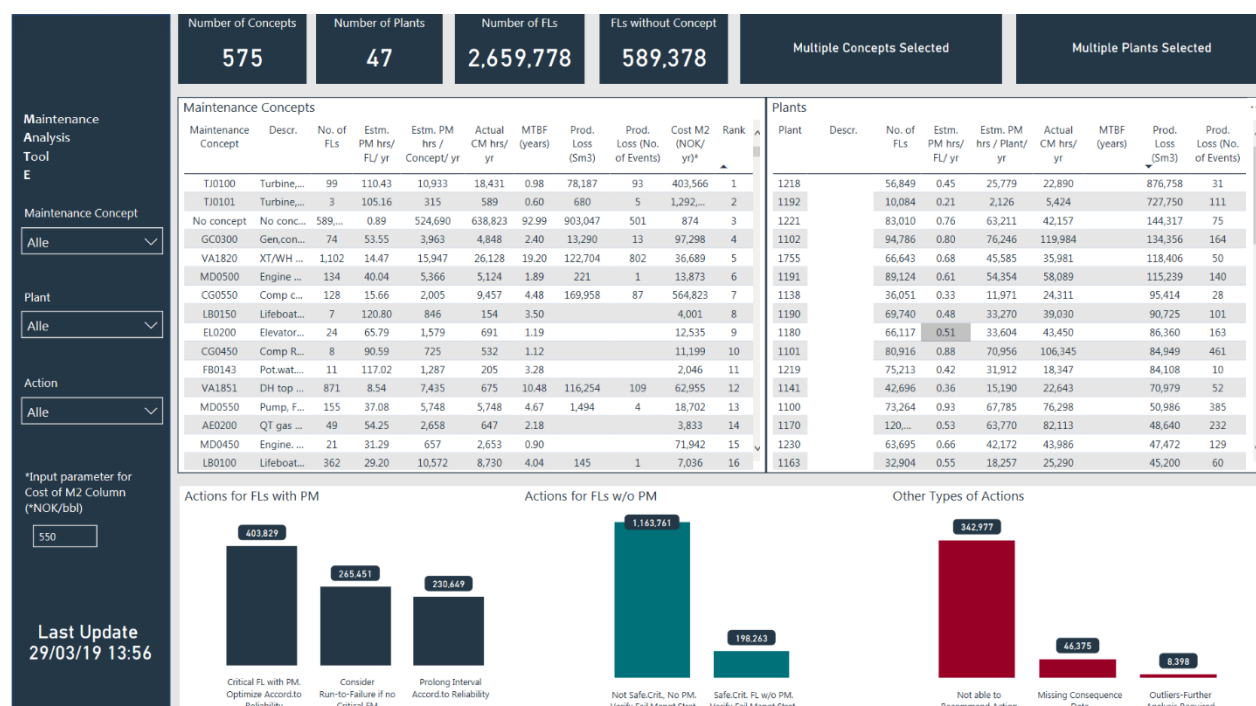 Number of Concepts
575
Number of Plants
47
Number of FLs
2,659,778
FLs without Concept
589,378
Multiple Concepts Selected
Multiple Plants Selected
Maintenance
Analysis
Tool
E
Maintenance Concept
Alle
Plant
Alle
Action
Alle
*Input parameter for
Cost of M2 Column
(*NOK/bbl)
550
Last Update
29/03/19 13:56
Maintenance Concepts
Maintenance Concept Descr. No. of FLs Estm. PM hrs/ FL/ yr Estm. PM hrs / Concept/ yr Actual CM hrs/ yr MTBF (years) Prod. Loss (Sm3) Prod. Loss (No. of Events) Cost M2 (NOK/ yr)* Rank
TJ0100 Turbine,... 99 110.43 10,933 18,431 0.98 78,187 93 403,566 1
TJ0101 Turbine,... 3 105.16 315 589 0.60 680 5 1,292,... 2
No concept No conc... 589,... 0.89 524,690 638,823 92.99 903,047 501 874 3
GC0300 Gen,con... 74 53.55 3,963 4,848 2.40 13,290 13 97,298 4
VA1820 XT/WH ... 1,102 14.47 15,947 26,128 19.20 122,704 802 36,689 5
MD0500 Engine ... 134 40.04 5,366 5,124 1.89 221 1 13,873 6
CG0550 Comp c... 128 15.66 2,005 9,457 4.48 169,958 87 564,823 7
LB0150 Lifeboat... 7 120.80 846 154 3.50 4,001 8
EL0200 Elevator... 24 65.79 1,579 691 1.19 12,535 9
CG0450 Comp R... 8 90.59 725 532 1.12 11,199 10
FB0143 Pot.wat.... 11 117.02 1,287 205 3.28 2,046 11
VA1851 DH top ... 871 8.54 7,435 675 10.48 116,254 109 62,955 12
MD0550 Pump, F... 155 37.08 5,748 5,748 4.67 1,494 4 18,702 13
AE0200 QT gas ... 49 54.25 2,658 647 2.18 3,833 14
MD0450 Engine. ... 21 31.29 657 2,653 0.90 71,942 15
LB0100 Lifeboat... 362 29.20 10,572 8,730 4.04 145 1 7,036 16
Plants
Plant Descr. No. of FLs Estm. PM hrs/ FL/ yr Estm. PM hrs / Plant/ yr Actual CM hrs/ yr MTBF (years) Prod. Loss (Sm3) Prod. Loss (No. of Events)
1218 56,849 0.45 25,779 22,890 876,758 31
1192 10,084 0.21 2,126 5,424 727,750 111
1221 83,010 0.76 63,211 42,157 144,317 75
1102 94,786 0.80 76,246 119,984 134,356 164
1755 66,643 0.68 45,585 35,981 118,406 50
1191 89,124 0.61 54,354 58,089 115,239 140
1138 36,051 0.33 11,971 24,311 95,414 28
1190 69,740 0.48 33,270 39,030 90,725 101
1180 66,117 0.51 33,604 43,450 86,360 163
1101 80,916 0.88 70,956 106,345 84,949 461
1219 75,213 0.42 31,912 18,347 84,108 10
1141 42,696 0.36 15,190 22,643 70,979 52
1100 73,264 0.93 67,785 76,298 50,986 385
1170 120,... 0.53 63,770 82,113 48,640 232
1230 63,695 0.66 42,172 43,986 47,472 129
1163 32,904 0.55 18,257 25,290 45,200 60
Actions for FLs with PM
403,829
265,451
230,649
Critical FL with PM.
Optimize Accord.to
Reliability
Consider
Run-to-Failure if no
Critical FM
Prolong Interval
Accord.to Reliability
Actions for FLs w/o PM
1,163,761
198,263
Not Safe.Crit., No PM.
Verify Fail Mangt Strat
Safe.Crit. FL w/o PM.
Verify Fail Mangt Strat
Other Types of Actions
342,977
46,375
8,398
Not able to
Recommend Action
Missing Consequence
Data
Outliers-Further
Analysis Required